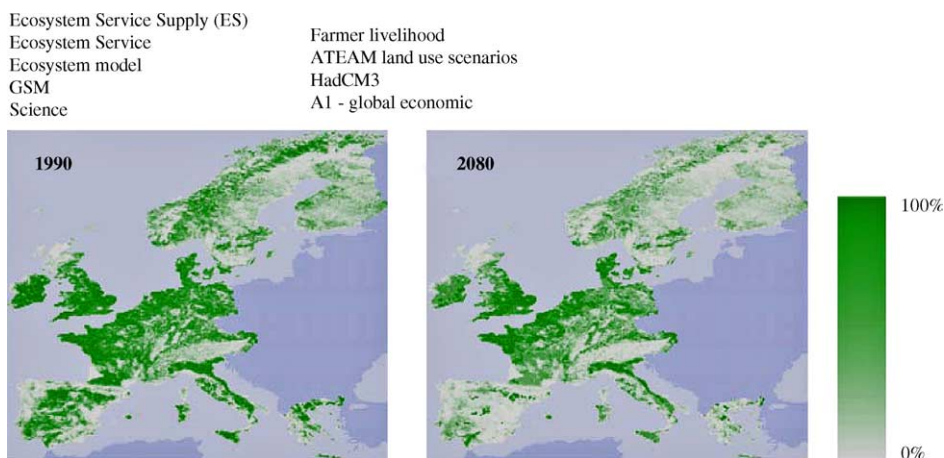 Ecosystem Service Supply (ES)
Ecosystem Service
Ecosystem model
GSM
Science
Farmer livelihood
ATEAM land use scenarios
HadCM3
A1 - global economic
1990
2080
100%
0%